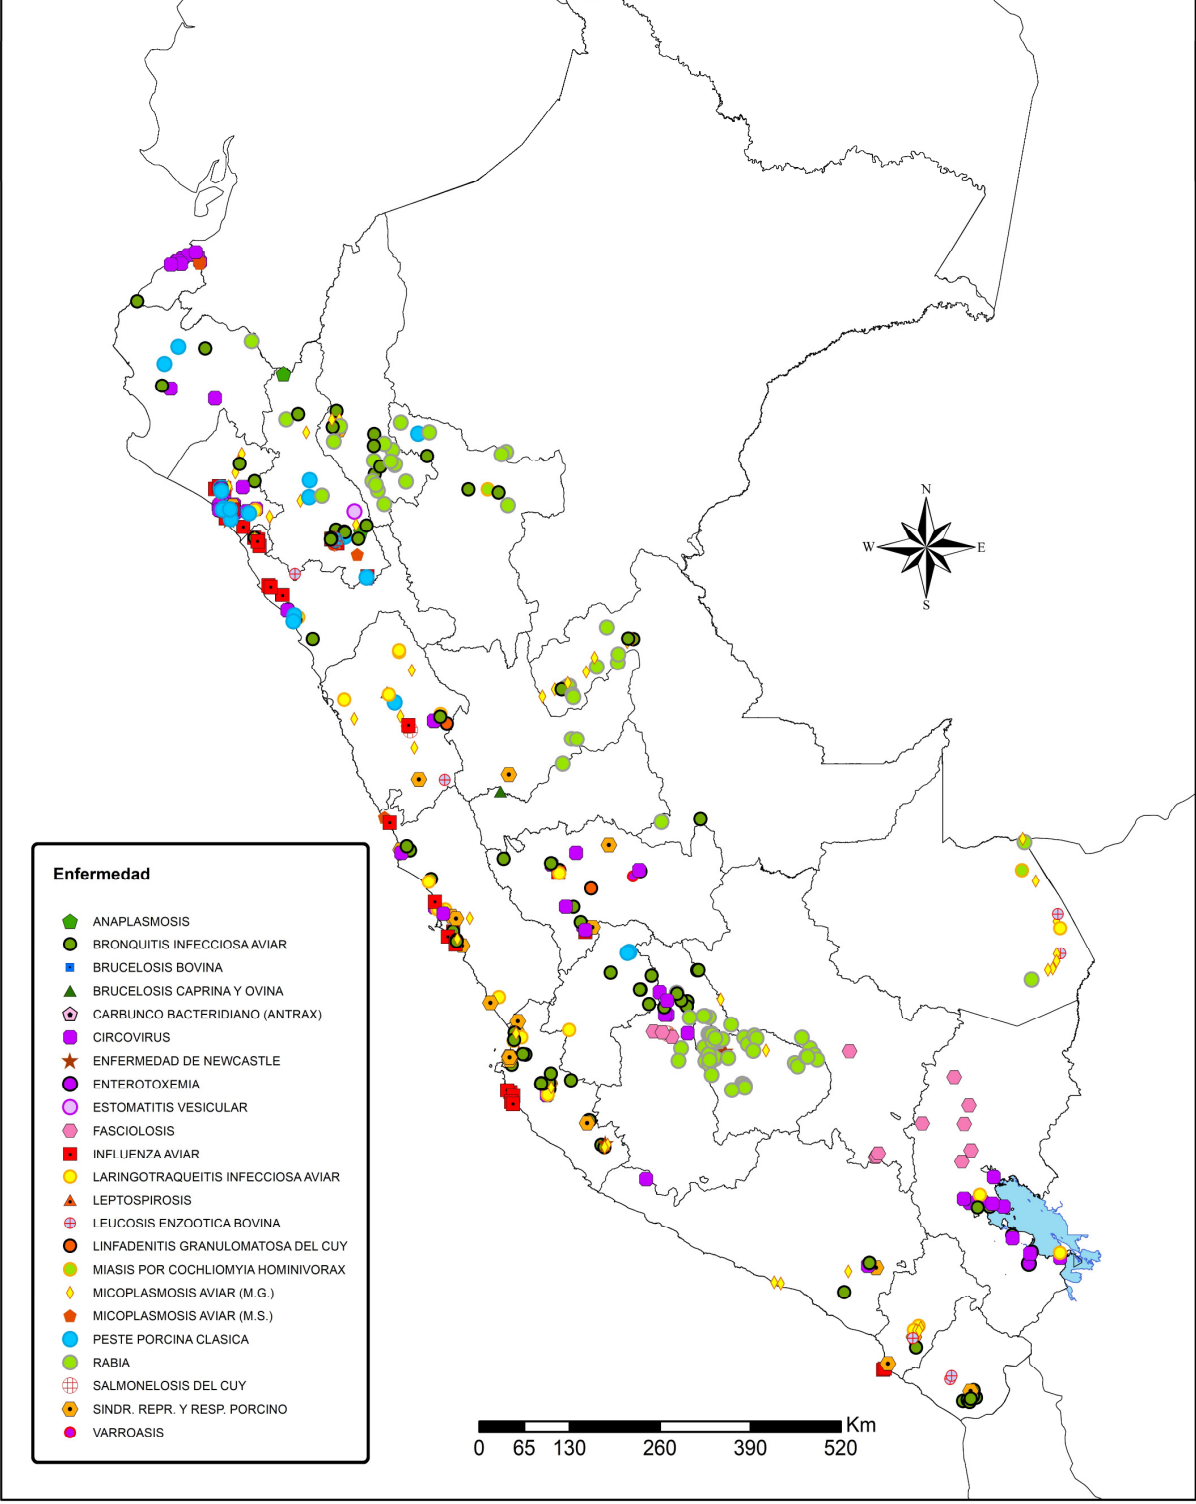 N
W
E
S
Enfermedad
ANAPLASMOSIS
BRONQUITIS INFECCIOSA AVIAR
BRUCELOSIS BOVINA
BRUCELOSIS CAPRINA Y OVINA
CARBUNCO BACTERIDIANO (ANTRAX)
CIRCOVIRUS
ENFERMEDAD DE NEWCASTLE
ENTEROTOXEMIA
ESTOMATITIS VESICULAR
FASCIOLOSIS
INFLUENZA AVIAR
LARINGOTRAQUEITIS INFECCIOSA AVIAR
LEPTOSPIROSIS
LEUCOSIS ENZOOTICA BOVINA
LINFADENITIS GRANULOMATOSA DEL CUY
MIASIS POR COCHLIOMYIA HOMINIVORAX
MICOPLASMOSIS AVIAR (M.G.)
MICOPLASMOSIS AVIAR (M.S.)
PESTE PORCINA CLASICA
RABIA
SALMONELOSIS DEL CUY
SINDR. REPR. Y RESP. PORCINO
VARROASIS
Km
0 65 130 260 390 520